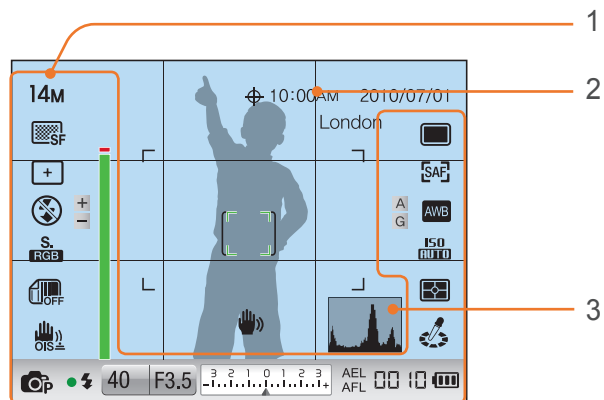 1
14M
10:00AM 2010/07/01
2
London
SF
SAF
+
A
G
AWB
S.
RGB
ISO
AUTO
OFF
3
OIS
P
40 F3.5
3 2 1 0 1 2 3
AEL
AFL
0010